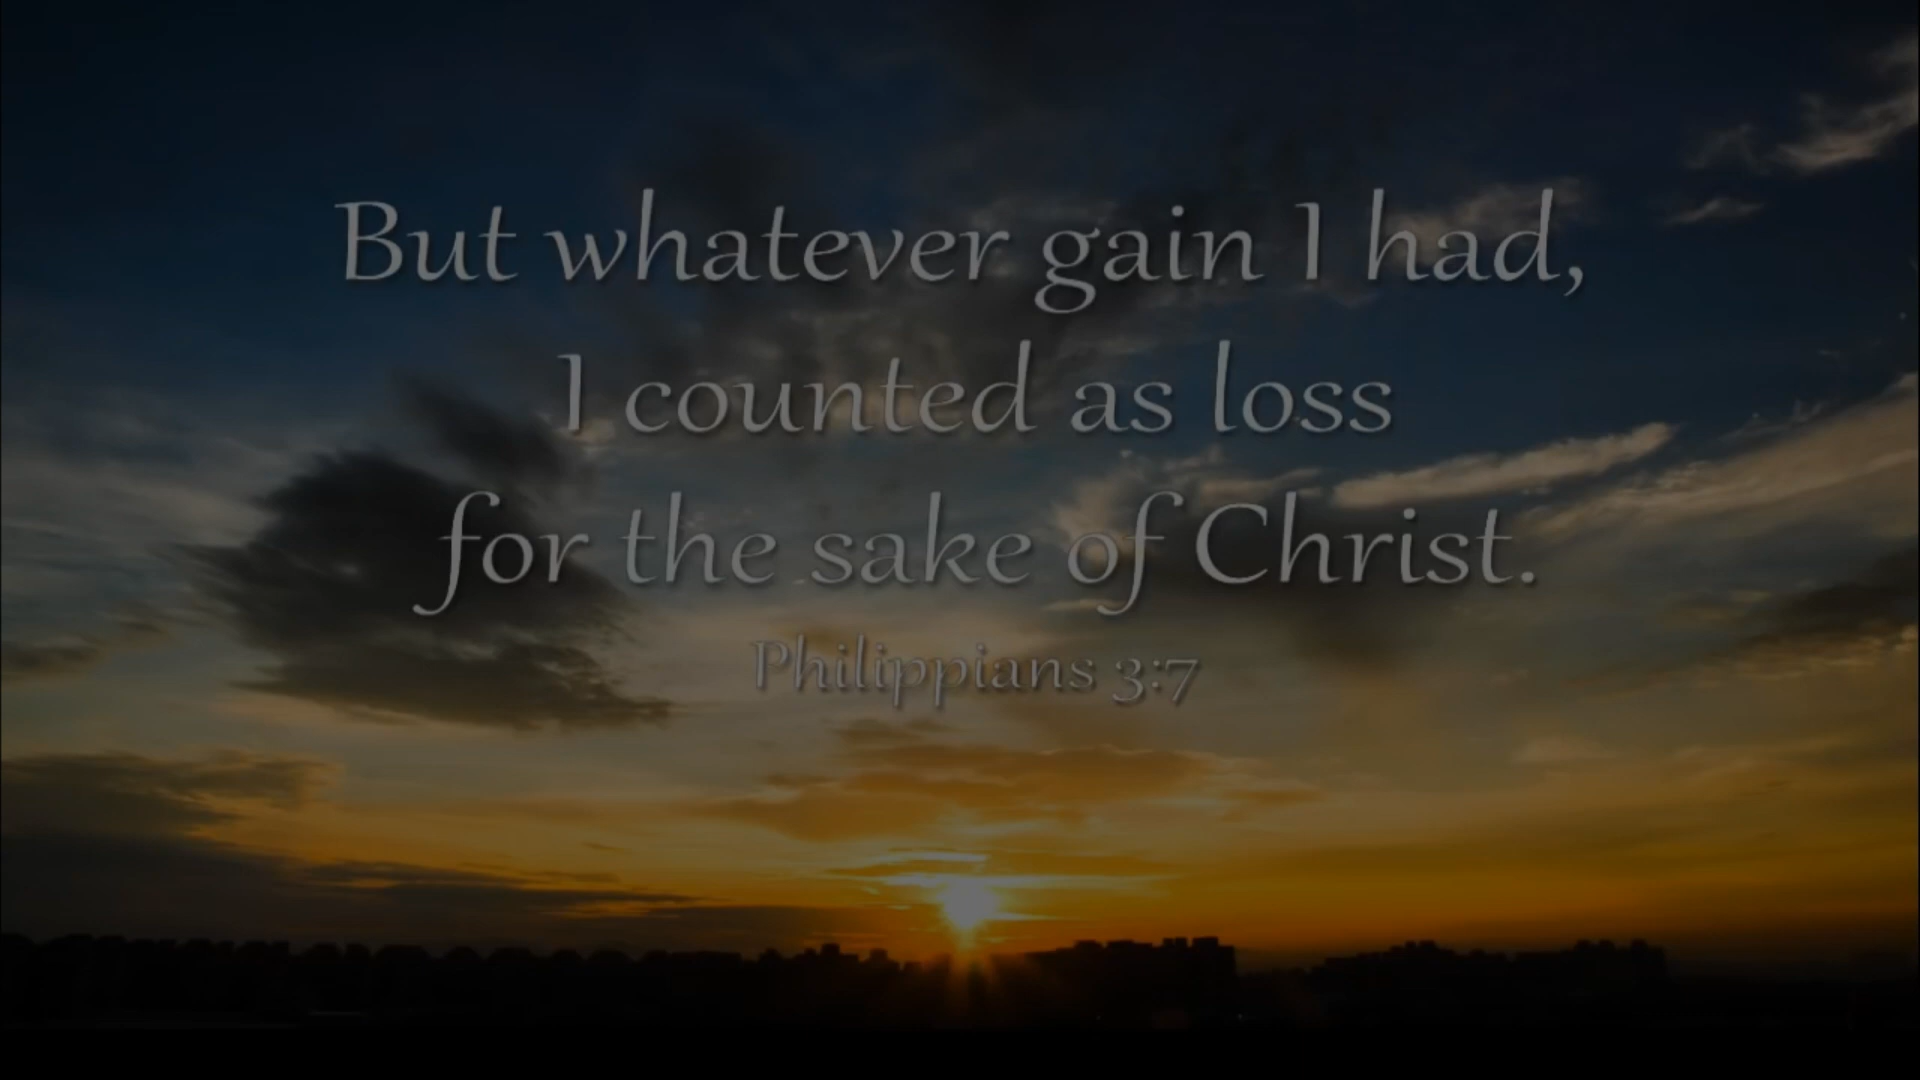 But whatever gain I had,
I counted as loss
for the sake of Christ.
Philippians 3:7